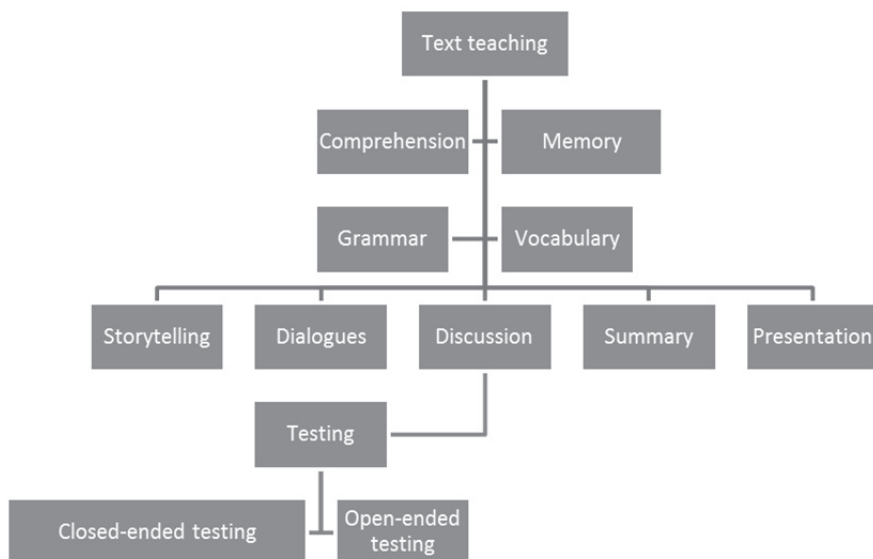 Text teaching
Comprehension
Memory
Grammar
Vocabulary
Storytelling
Dialogues
Discussion
Summary
Presentation
Testing
Closed-ended testing
Open-ended
testing